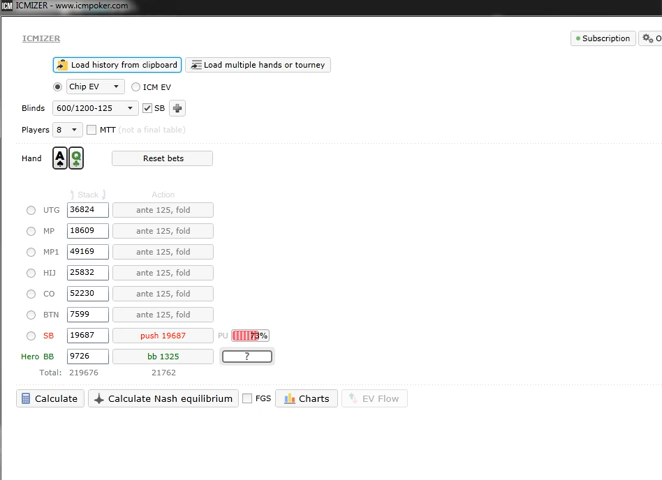 ICMIZER - www.icmpoker.com
ICMIZER
Subscription O
Load history from clipboard Load multiple hands or tourney
Chip EV ICM EV
Blinds 600/1200-125 SB
Players 8 MTT (not a final table)
Hand A Q Reset bets
Stack Action
UTG 36824 ante 125, fold
MP 18609 ante 125, fold
MP1 49169 ante 125, fold
HIJ 25832 ante 125, fold
CO 52230 ante 125, fold
BTN 7599 ante 125, fold
SB 19687 push 19687 PU 73%
Hero BB 9726 bb 1325 ?
Total: 219676 21762
Calculate Calculate Nash equilibrium FGS Charts EV Flow